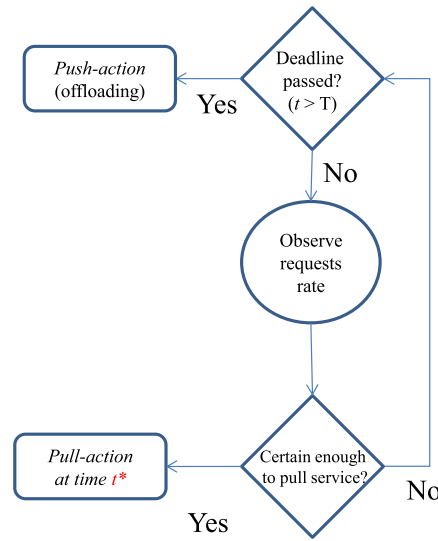 Deadline
passed?
(t > T)
Push-action
(offloading)
Yes
No
Observe
requests
rate
Certain enough
to pull service?
Pull-action
at time t*
Yes
No